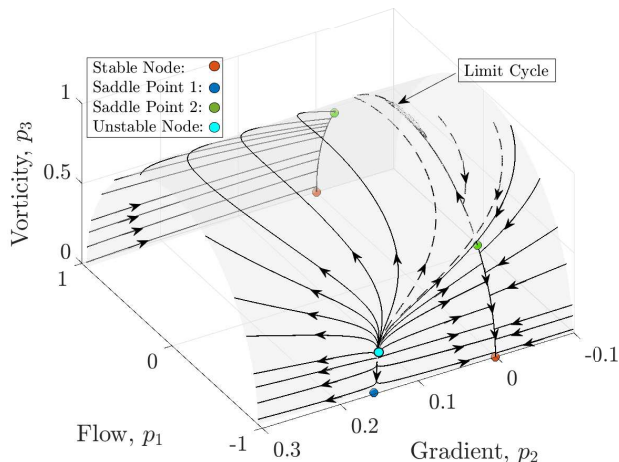 Limit Cycle
Stable Node:
Saddle Point 1:
Saddle Point 2:
Unstable Node:
Vorticity, p₃
1
0.5
0
1
0
-1
Flow, p₁
0.3
0.2
0.1
0
-0.1
Gradient, p₂